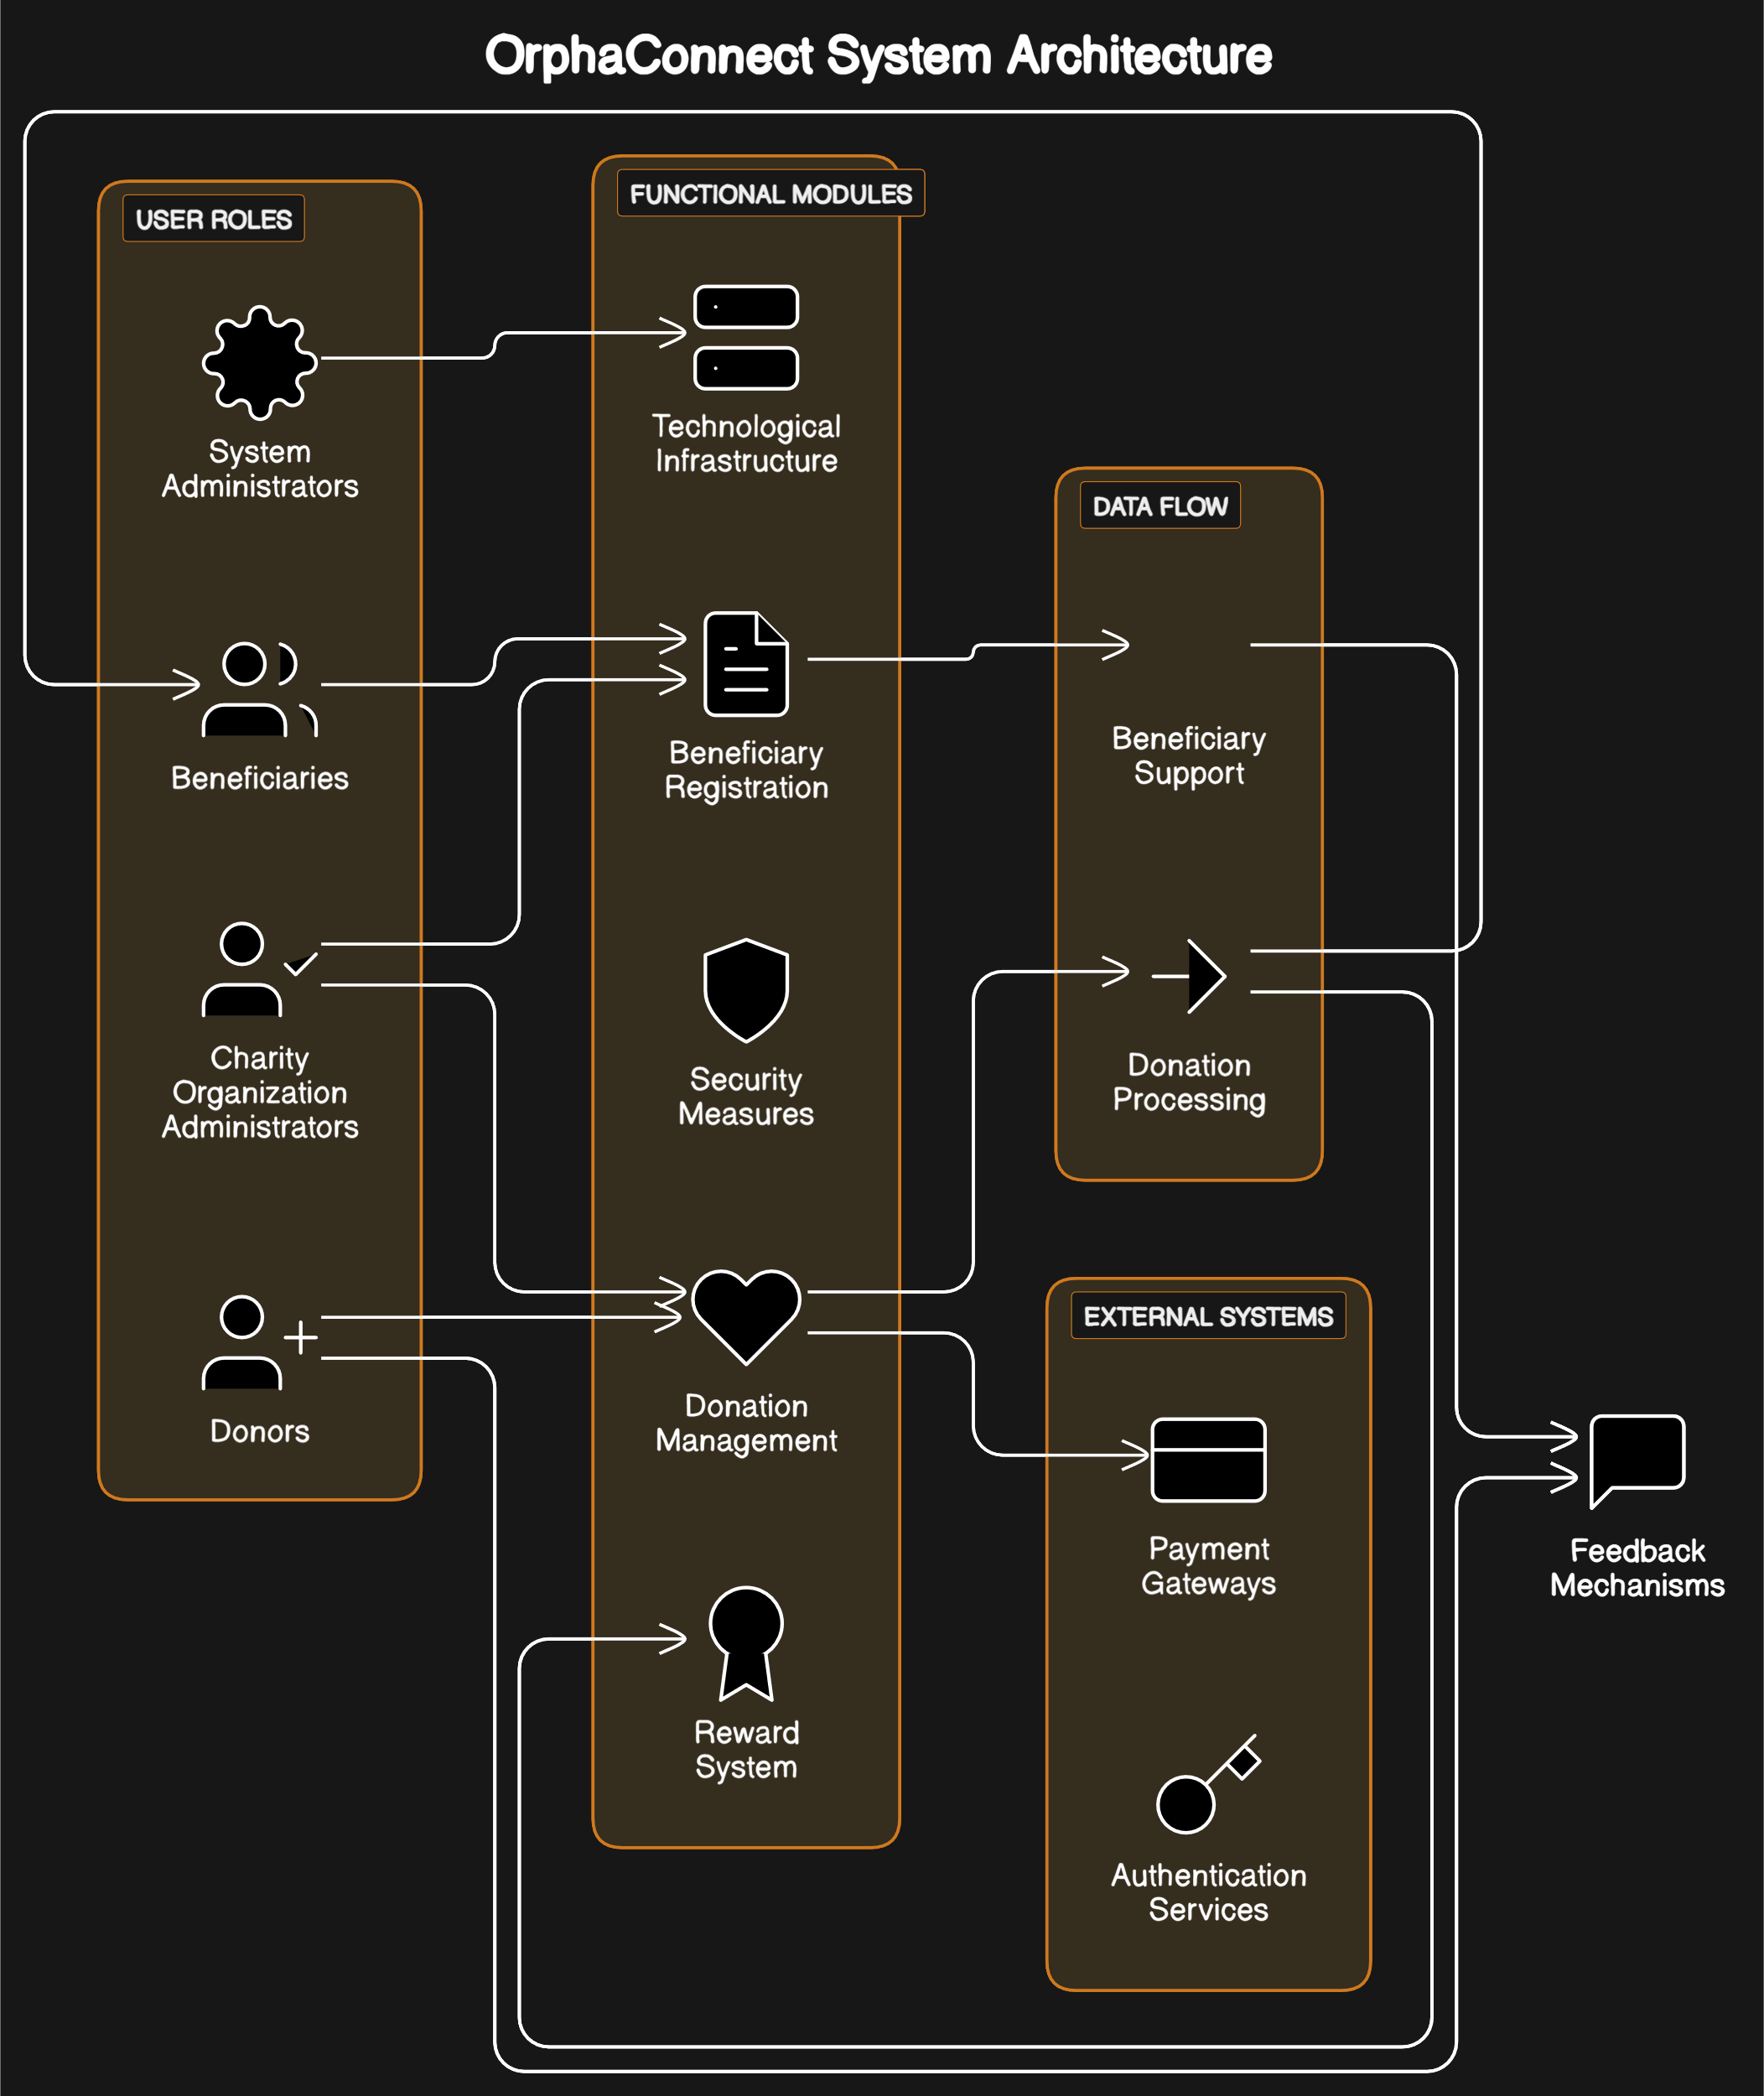 OrphaConnect System Architecture
USER ROLES
System
Administrators
Beneficiaries
Charity
Organization
Administrators
Donors
FUNCTIONAL MODULES
Technological
Infrastructure
Beneficiary
Registration
Security
Measures
Donation
Management
Reward
System
DATA FLOW
Beneficiary
Support
Donation
Processing
EXTERNAL SYSTEMS
Payment
Gateways
Authentication
Services
Feedback
Mechanisms